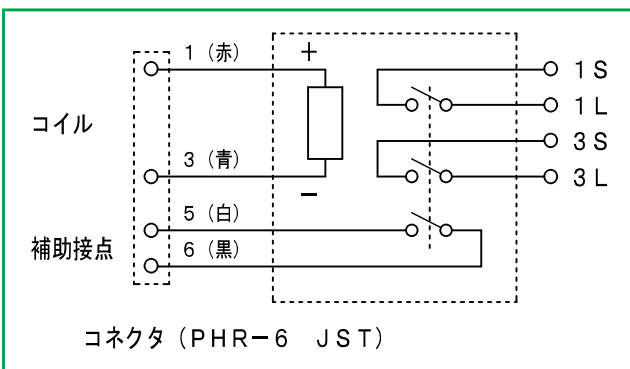 1 (赤)
+
1S
コイル
1L
3S
3 (青)
3L
−
5 (白)
補助接点
6 (黒)
コネクタ (PHR−6 JST)